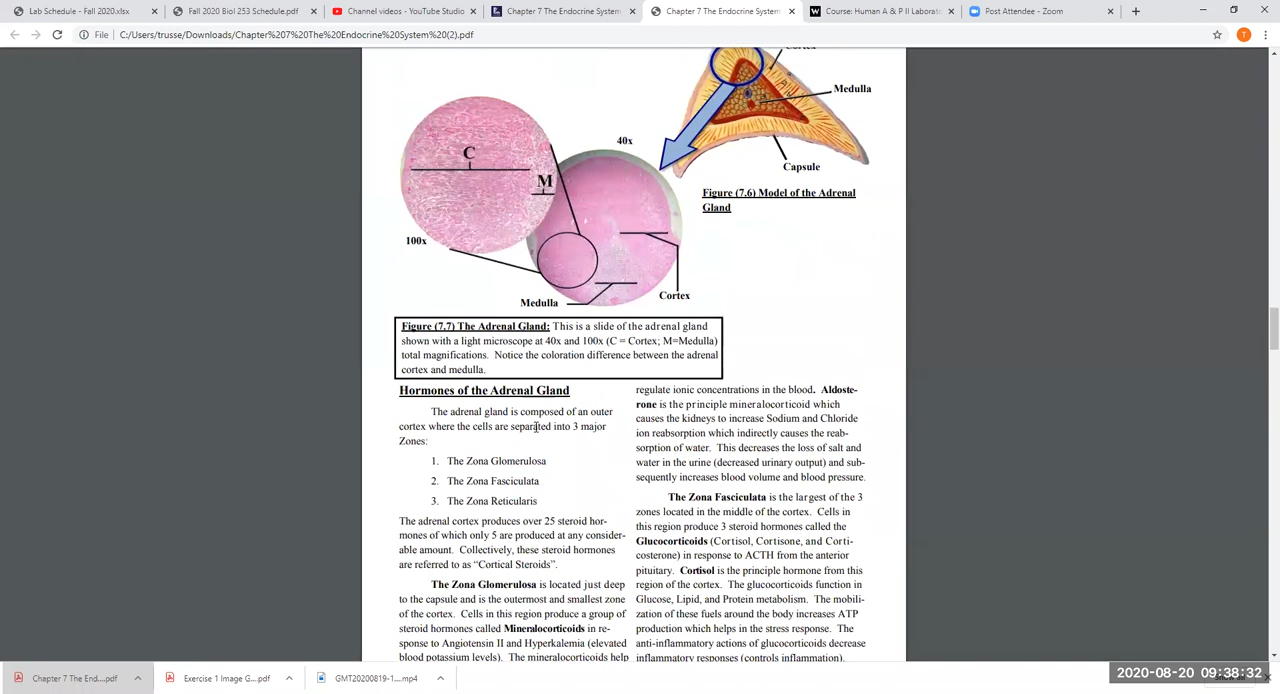 Lab Schedule - Fall 2020.xlsx
Fall 2020 Biol 253 Schedule.pdf
Channel videos - YouTube Studio
Chapter 7 The Endocrine System
Chapter 7 The Endocrine System
Course: Human A & P II Laborat
Post Attendee - Zoom
File
C:/Users/trusse/Downloads/Chapter%207%20The%20Endocrine%20System%20(2).pdf
T
Cortex
Medulla
Capsule
40x
C
M
100x
Medulla
Cortex
Figure (7.6) Model of the Adrenal
Gland
Figure (7.7) The Adrenal Gland: This is a slide of the adrenal gland
shown with a light microscope at 40x and 100x (C = Cortex; M=Medulla)
total magnifications. Notice the coloration difference between the adrenal
cortex and medulla.
Hormones of the Adrenal Gland
The adrenal gland is composed of an outer
cortex where the cells are separated into 3 major
Zones:
1. The Zona Glomerulosa
2. The Zona Fasciculata
3. The Zona Reticularis
The adrenal cortex produces over 25 steroid hor-
mones of which only 5 are produced at any consider-
able amount. Collectively, these steroid hormones
are referred to as “Cortical Steroids”.
The Zona Glomerulosa is located just deep
to the capsule and is the outermost and smallest zone
of the cortex. Cells in this region produce a group of
steroid hormones called Mineralocorticoids in re-
sponse to Angiotensin II and Hyperkalemia (elevated
blood potassium levels). The mineralocorticoids help
regulate ionic concentrations in the blood. Aldoste-
rone is the principle mineralocorticoid which
causes the kidneys to increase Sodium and Chloride
ion reabsorption which indirectly causes the reab-
sorption of water. This decreases the loss of salt and
water in the urine (decreased urinary output) and sub-
sequently increases blood volume and blood pressure.
The Zona Fasciculata is the largest of the 3
zones located in the middle of the cortex. Cells in
this region produce 3 steroid hormones called the
Glucocorticoids (Cortisol, Cortisone, and Corti-
costerone) in response to ACTH from the anterior
pituitary. Cortisol is the principle hormone from this
region of the cortex. The glucocorticoids function in
Glucose, Lipid, and Protein metabolism. The mobili-
zation of these fuels around the body increases ATP
production which helps in the stress response. The
anti-inflammatory actions of glucocorticoids decrease
inflammatory responses (controls inflammation).
Chapter 7 The End....pdf
Exercise 1 Image G...pdf
GMT20200819-1....mp4
2020-08-20 09:38:32